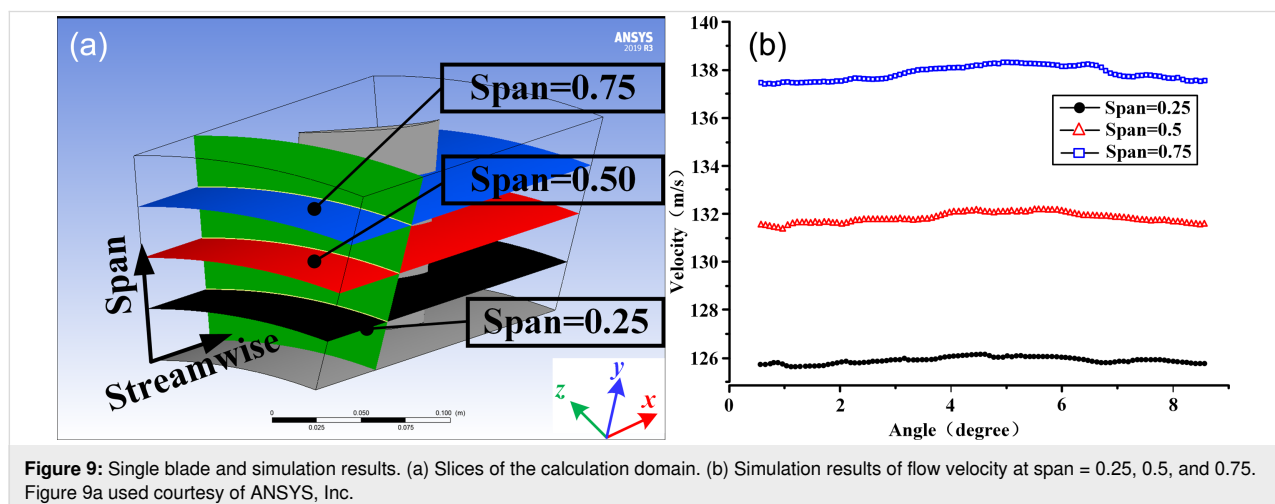 (a)
ANSYS
2019 R3
Span=0.75
Span=0.50
Span=0.25
Span
Streamwise
0 0.050 0.100 (m)
0.025 0.075
z y x
(b)
140
138
136
134
132
130
128
126
Velocity（m/s）
0 2 4 6 8
Angle（degree）
Span=0.25
Span=0.5
Span=0.75
Figure 9: Single blade and simulation results. (a) Slices of the calculation domain. (b) Simulation results of flow velocity at span = 0.25, 0.5, and 0.75.
Figure 9a used courtesy of ANSYS, Inc.